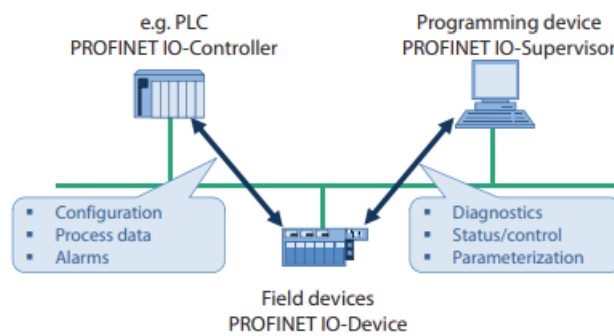 e.g. PLC
PROFINET IO-Controller
Programming device
PROFINET IO-Supervisor
▪ Configuration
▪ Process data
▪ Alarms
▪ Diagnostics
▪ Status/control
▪ Parameterization
Field devices
PROFINET IO-Device